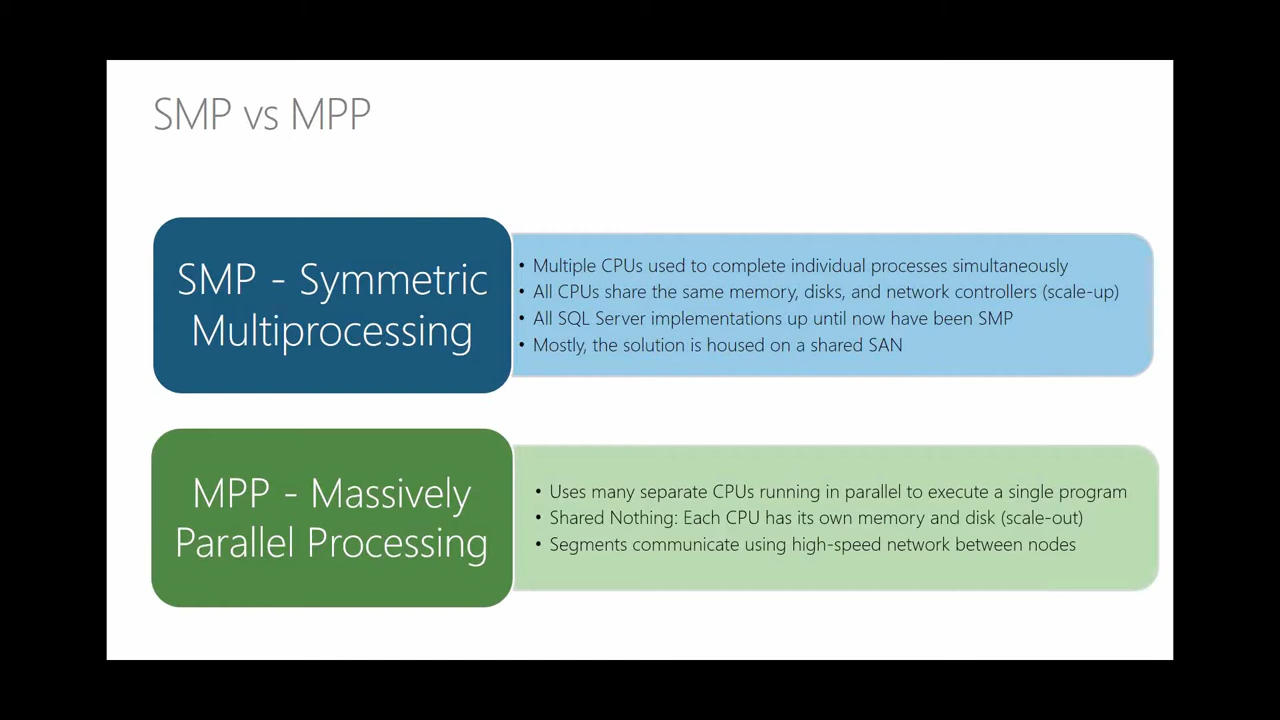 SMP vs MPP
SMP - Symmetric
Multiprocessing
• Multiple CPUs used to complete individual processes simultaneously
• All CPUs share the same memory, disks, and network controllers (scale-up)
• All SQL Server implementations up until now have been SMP
• Mostly, the solution is housed on a shared SAN
MPP - Massively
Parallel Processing
• Uses many separate CPUs running in parallel to execute a single program
• Shared Nothing: Each CPU has its own memory and disk (scale-out)
• Segments communicate using high-speed network between nodes